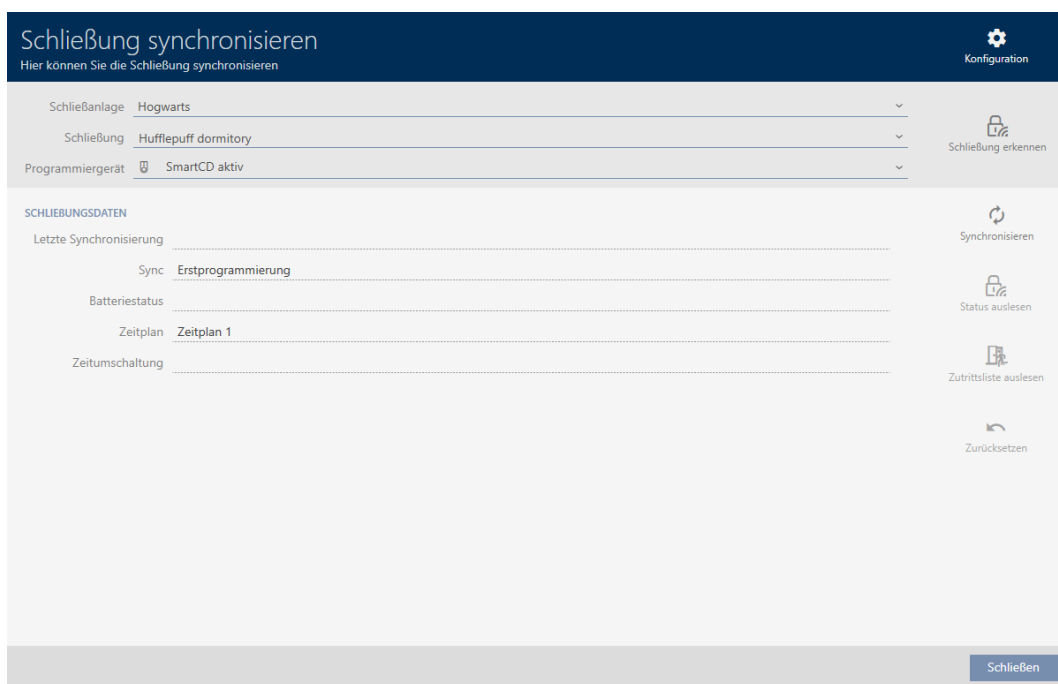 Schließung synchronisieren
Hier können Sie die Schließung synchronisieren
Konfiguration
Schließanlage Hogwarts
Schließung Hufflepuff dormitory
Programmiergerät SmartCD aktiv
Schließung erkennen
SCHLIEßUNGSDATEN
Letzte Synchronisierung
Sync Erstprogrammierung
Batteriestatus
Zeitplan Zeitplan 1
Zeitumschaltung
Synchronisieren
Status auslesen
Zutrittsliste auslesen
Zurücksetzen
Schließen